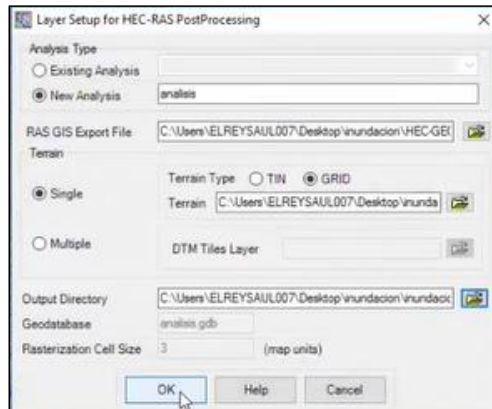 Layer Setup for HEC-RAS PostProcessing
Analysis Type
Existing Analysis
New Analysis analisis
RAS GIS Export File C:\Users\ELREYSAUL007\Desktop\inundacion\HEC-GE(
Terrain
Single
Terrain Type TIN GRID
Terrain C:\Users\ELREYSAUL007\Desktop\inunda
Multiple
DTM Tiles Layer
Output Directory C:\Users\ELREYSAUL007\Desktop\inundacion\inundaci
Geodatabase analisis.gdb
Rasterization Cell Size 3 (map units)
OK Help Cancel